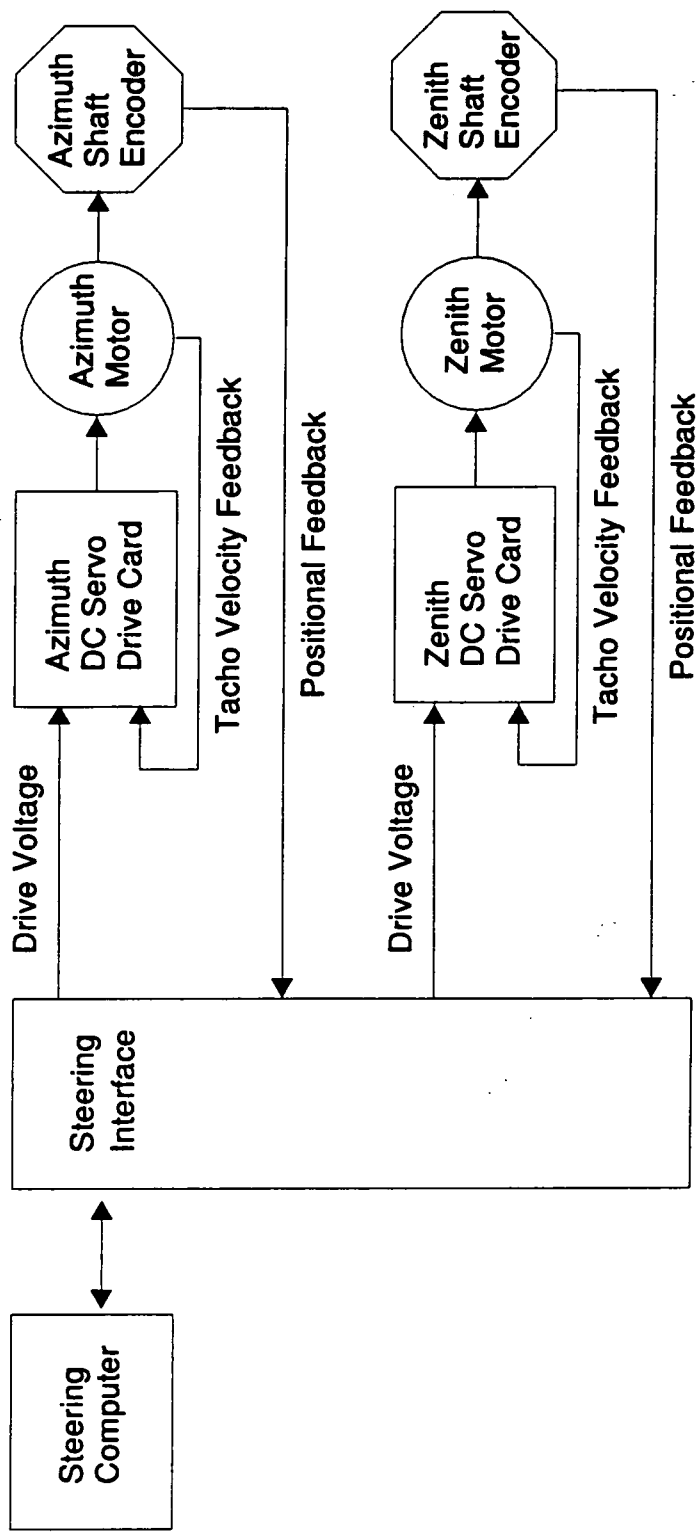 Steering
Computer
Steering
Interface
Drive Voltage
Azimuth
DC Servo
Drive Card
Azimuth
Motor
Azimuth
Shaft
Encoder
Tacho Velocity Feedback
Positional Feedback
Drive Voltage
Zenith
DC Servo
Drive Card
Zenith
Motor
Zenith
Shaft
Encoder
Tacho Velocity Feedback
Positional Feedback